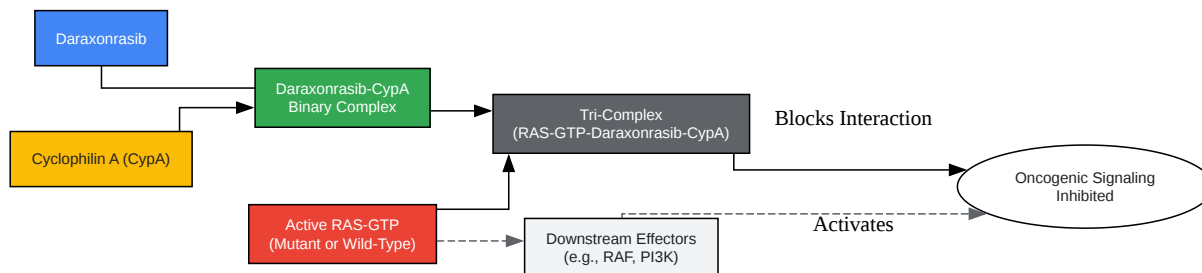 Daraxonrasib
Daraxonrasib-CypA
Binary Complex
Cyclophilin A (CypA)
Tri-Complex
(RAS-GTP-Daraxonrasib-CypA)
Blocks Interaction
Oncogenic Signaling
Inhibited
Active RAS-GTP
(Mutant or Wild-Type)
Downstream Effectors
(e.g., RAF, PI3K)
Activates